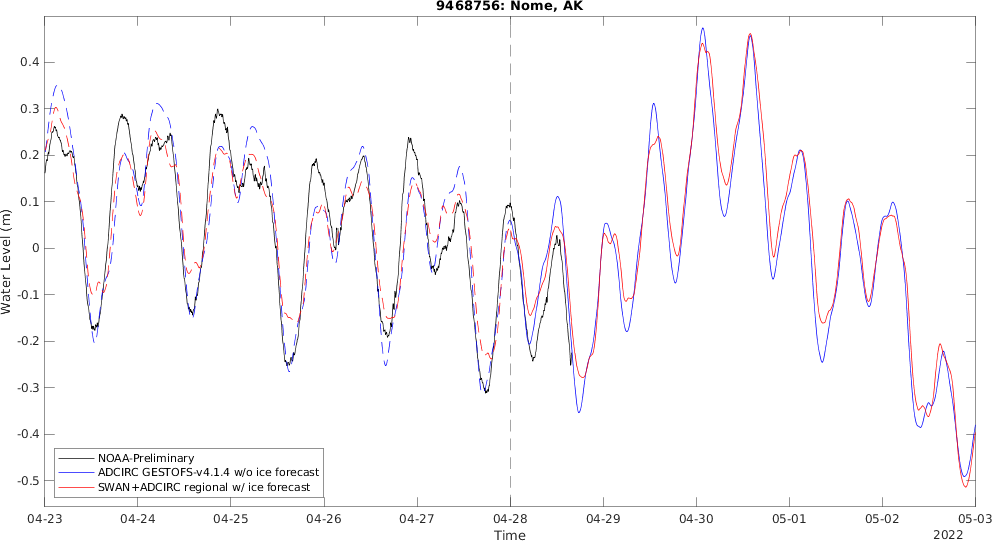 9468756: Nome, AK
Water Level (m)
0.4
0.3
0.2
0.1
0
-0.1
-0.2
-0.3
-0.4
-0.5
NOAA-Preliminary
ADCIRC GESTOFS-v4.1.4 w/o ice forecast
SWAN+ADCIRC regional w/ ice forecast
04-23 04-24 04-25 04-26 04-27 04-28 04-29 04-30 05-01 05-02 05-03
Time
2022